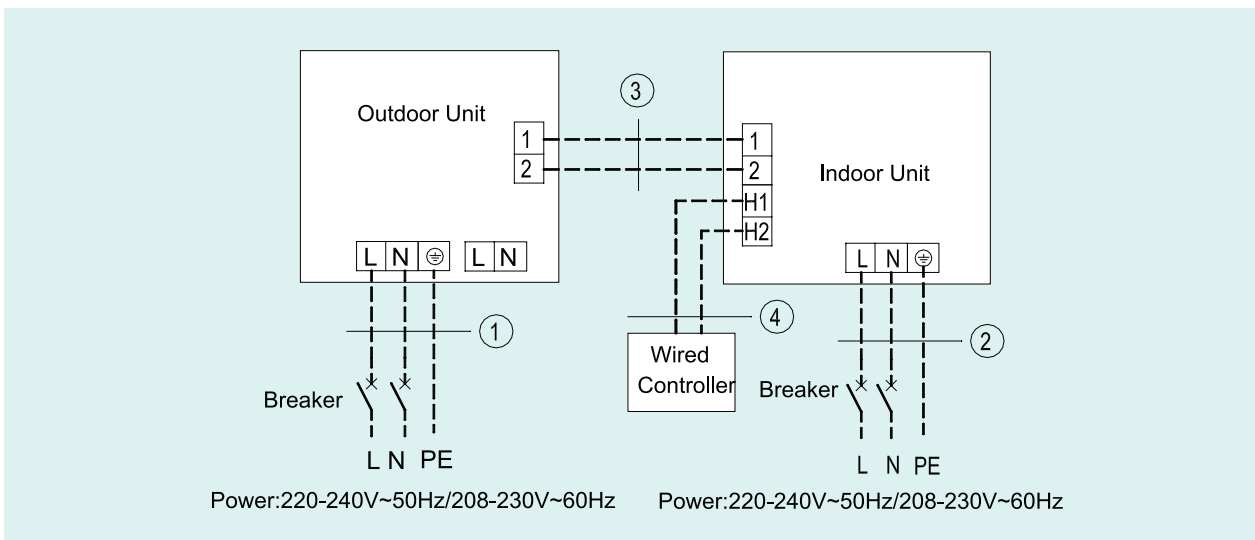 Outdoor Unit
1
2
L N
L N
3
1
2
H1
H2
Indoor Unit
L N
1
Breaker
L N PE
Power:220-240V~50Hz/208-230V~60Hz
4
Wired
Controller
2
Breaker
L N PE
Power:220-240V~50Hz/208-230V~60Hz